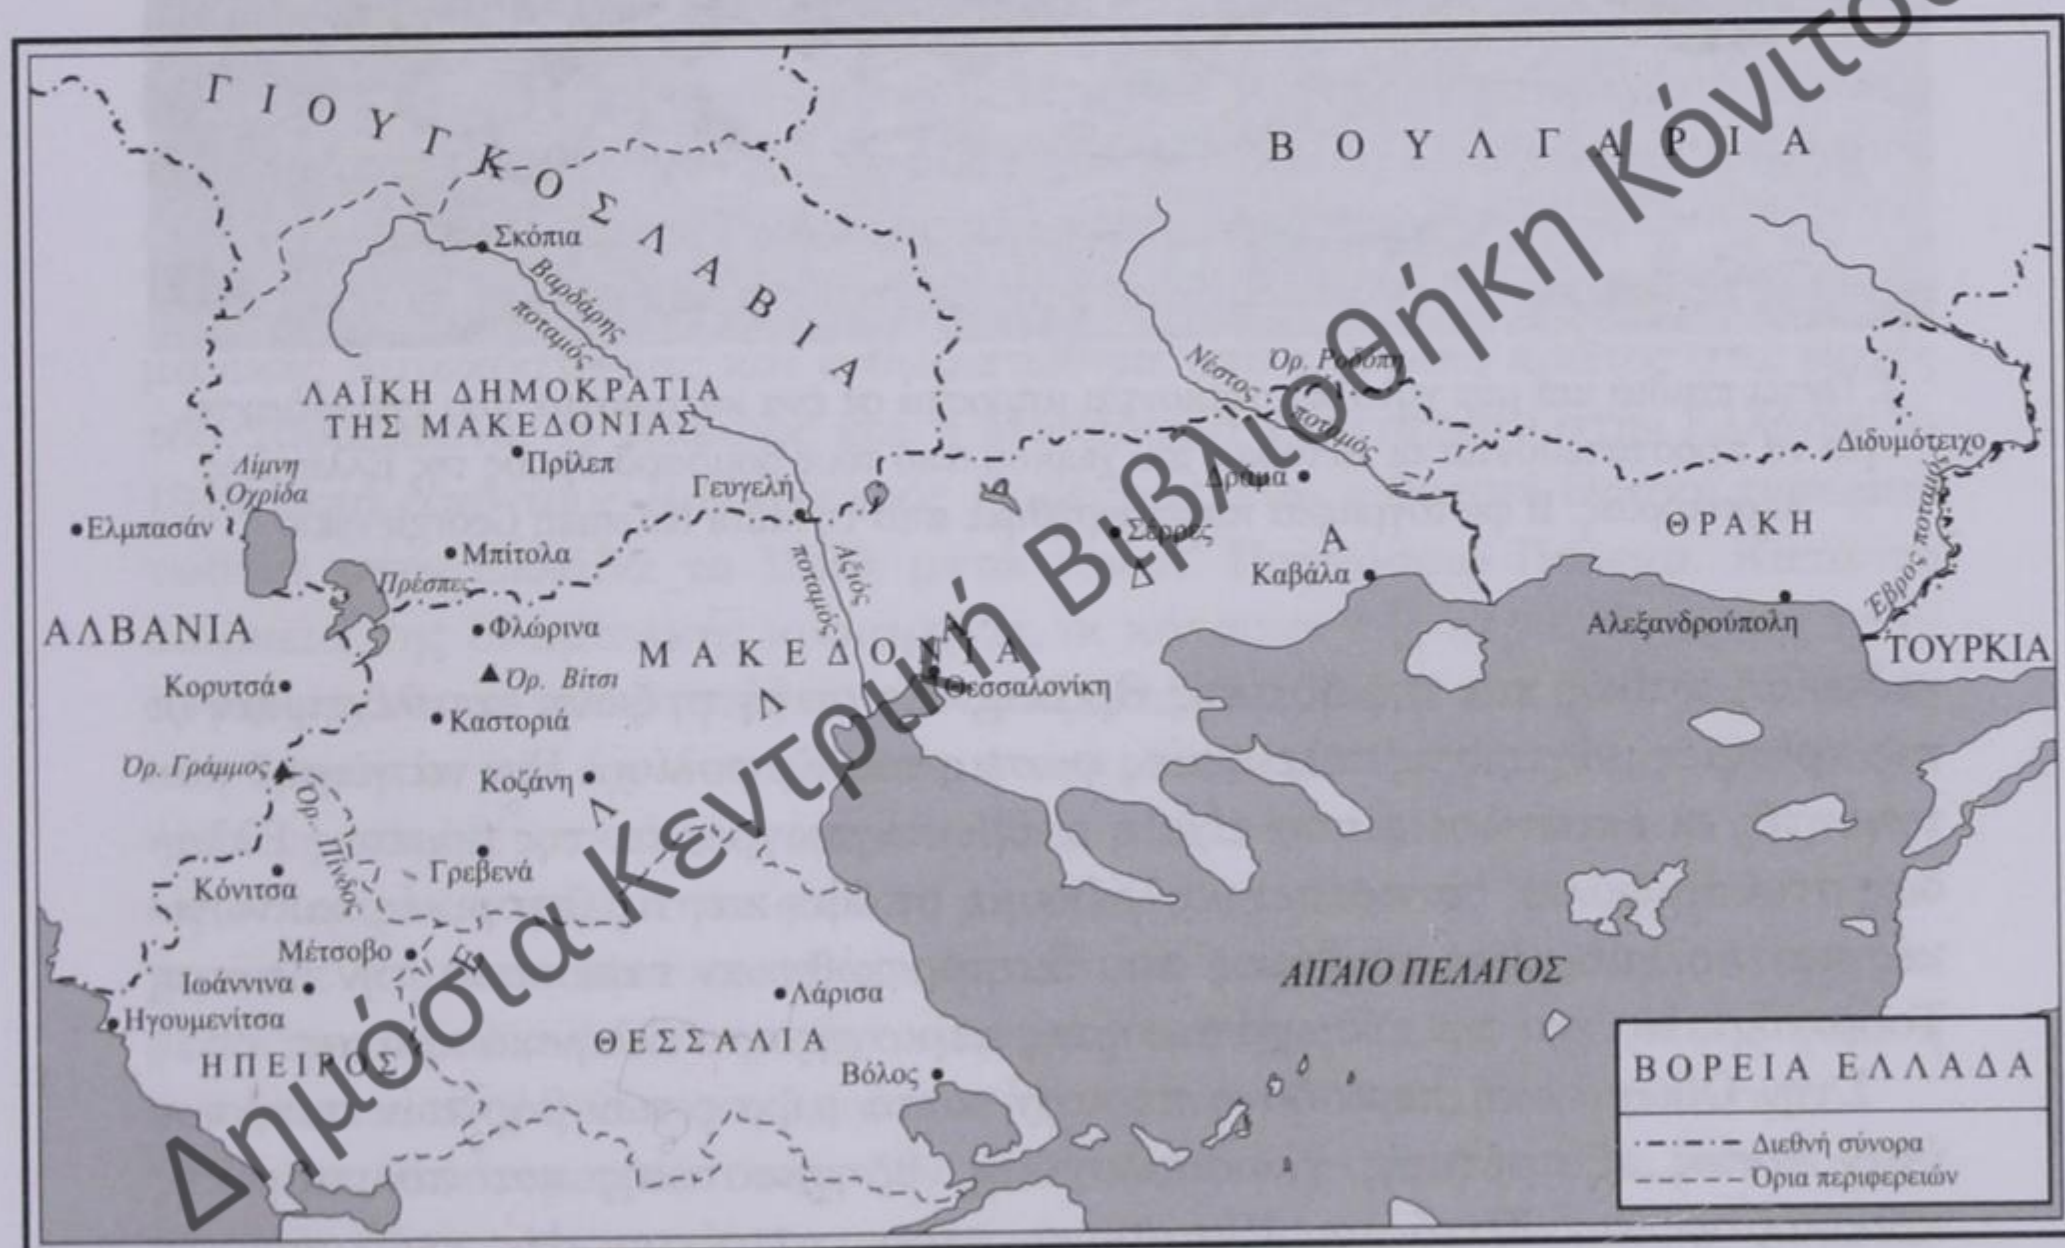 ΓΙΟΥΓΚΟΣΛΑΒΙΑ
ΒΟΥΛΓΑΡΙΑ
Σκόπια
Βαρδάρης
ποταμός
ΛΑΪΚΗ ΔΗΜΟΚΡΑΤΙΑ
ΤΗΣ ΜΑΚΕΔΟΝΙΑΣ
Πρίλεπ
Λίμνη
Οχρίδα
Γευγελή
Ελμπασάν
Μπίτολα
Πρέσπες
ΑΛΒΑΝΙΑ
Φλώρινα
Όρ. Βίτσι
Κορυτσά
Καστοριά
Όρ. Γράμμος
Κοζάνη
Όρ. Πίνδος
Γρεβενά
Κόνιτσα
Μέτσοβο
Ιωάννινα
Ηγουμενίτσα
ΗΠΕΙΡΟΣ
Λάρισα
ΘΕΣΣΑΛΙΑ
Βόλος
Αξιός
ποταμός
ΜΑΚΕΔΟΝΙΑ
Θεσσαλονίκη
ΕΛΛΑΔΑ
Νέστος
ποταμός
Όρ. Ροδόπη
Δράμα
Σέρρες
Καβάλα
Διδυμότειχο
ΘΡΑΚΗ
Έβρος ποταμός
Αλεξανδρούπολη
ΤΟΥΡΚΙΑ
ΑΙΓΑΙΟ ΠΕΛΑΓΟΣ
ΒΟΡΕΙΑ ΕΛΛΑΔΑ
Διεθνή σύνορα
Όρια περιφερειών
Δημόσια Κεντρική Βιβλιοθήκη